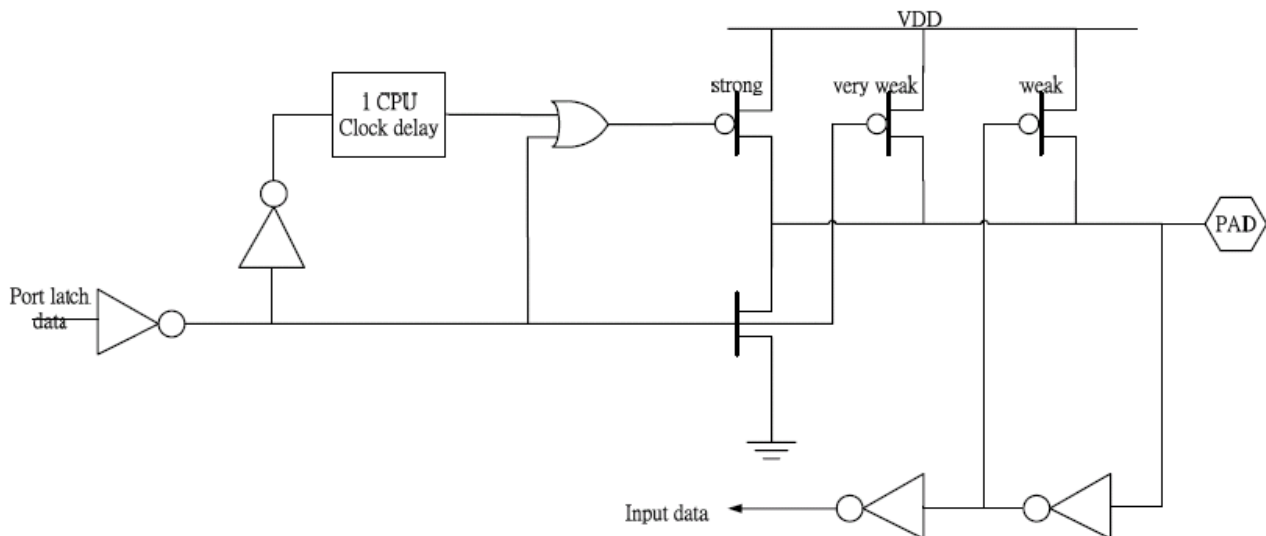 VDD
strong
very weak
weak
1 CPU
Clock delay
PAD
Port latch
data
Input data